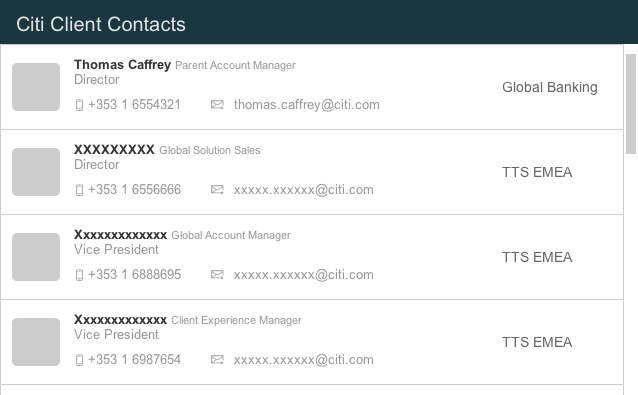 Citi Client Contacts
Thomas Caffrey Parent Account Manager
Director
+353 1 6554321 thomas.caffrey@citi.com
Global Banking
XXXXXXXXX Global Solution Sales
Director
+353 1 6556666 xxxxx.xxxxxx@citi.com
TTS EMEA
Xxxxxxxxxxxxx Global Account Manager
Vice President
+353 1 6888695 xxxxx.xxxxxx@citi.com
TTS EMEA
Xxxxxxxxxxxxx Client Experience Manager
Vice President
+353 1 6987654 xxxxx.xxxxxx@citi.com
TTS EMEA